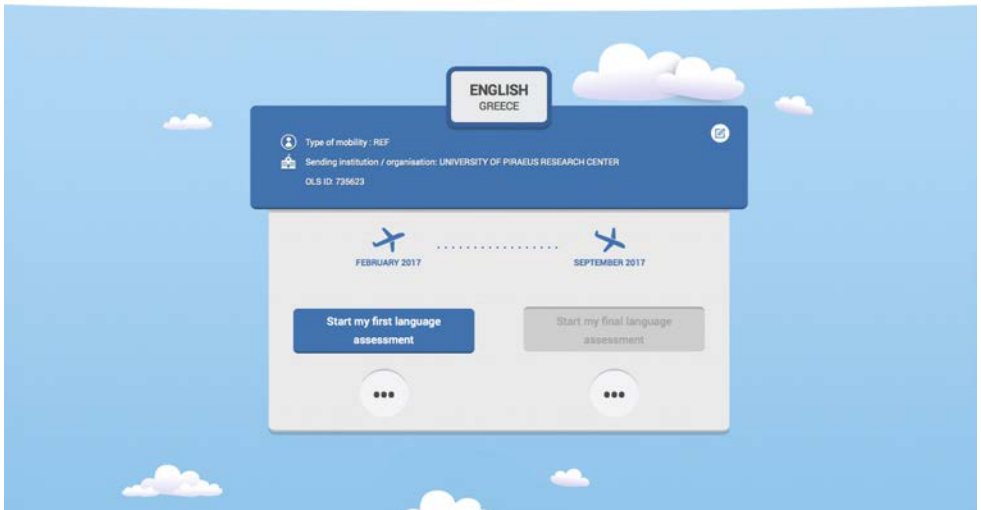 ENGLISH
GREECE
Type of mobility : REF
Sending institution / organisation: UNIVERSITY OF PIRAEUS RESEARCH CENTER
OLS ID: 735623
FEBRUARY 2017
SEPTEMBER 2017
Start my first language
assessment
Start my final language
assessment